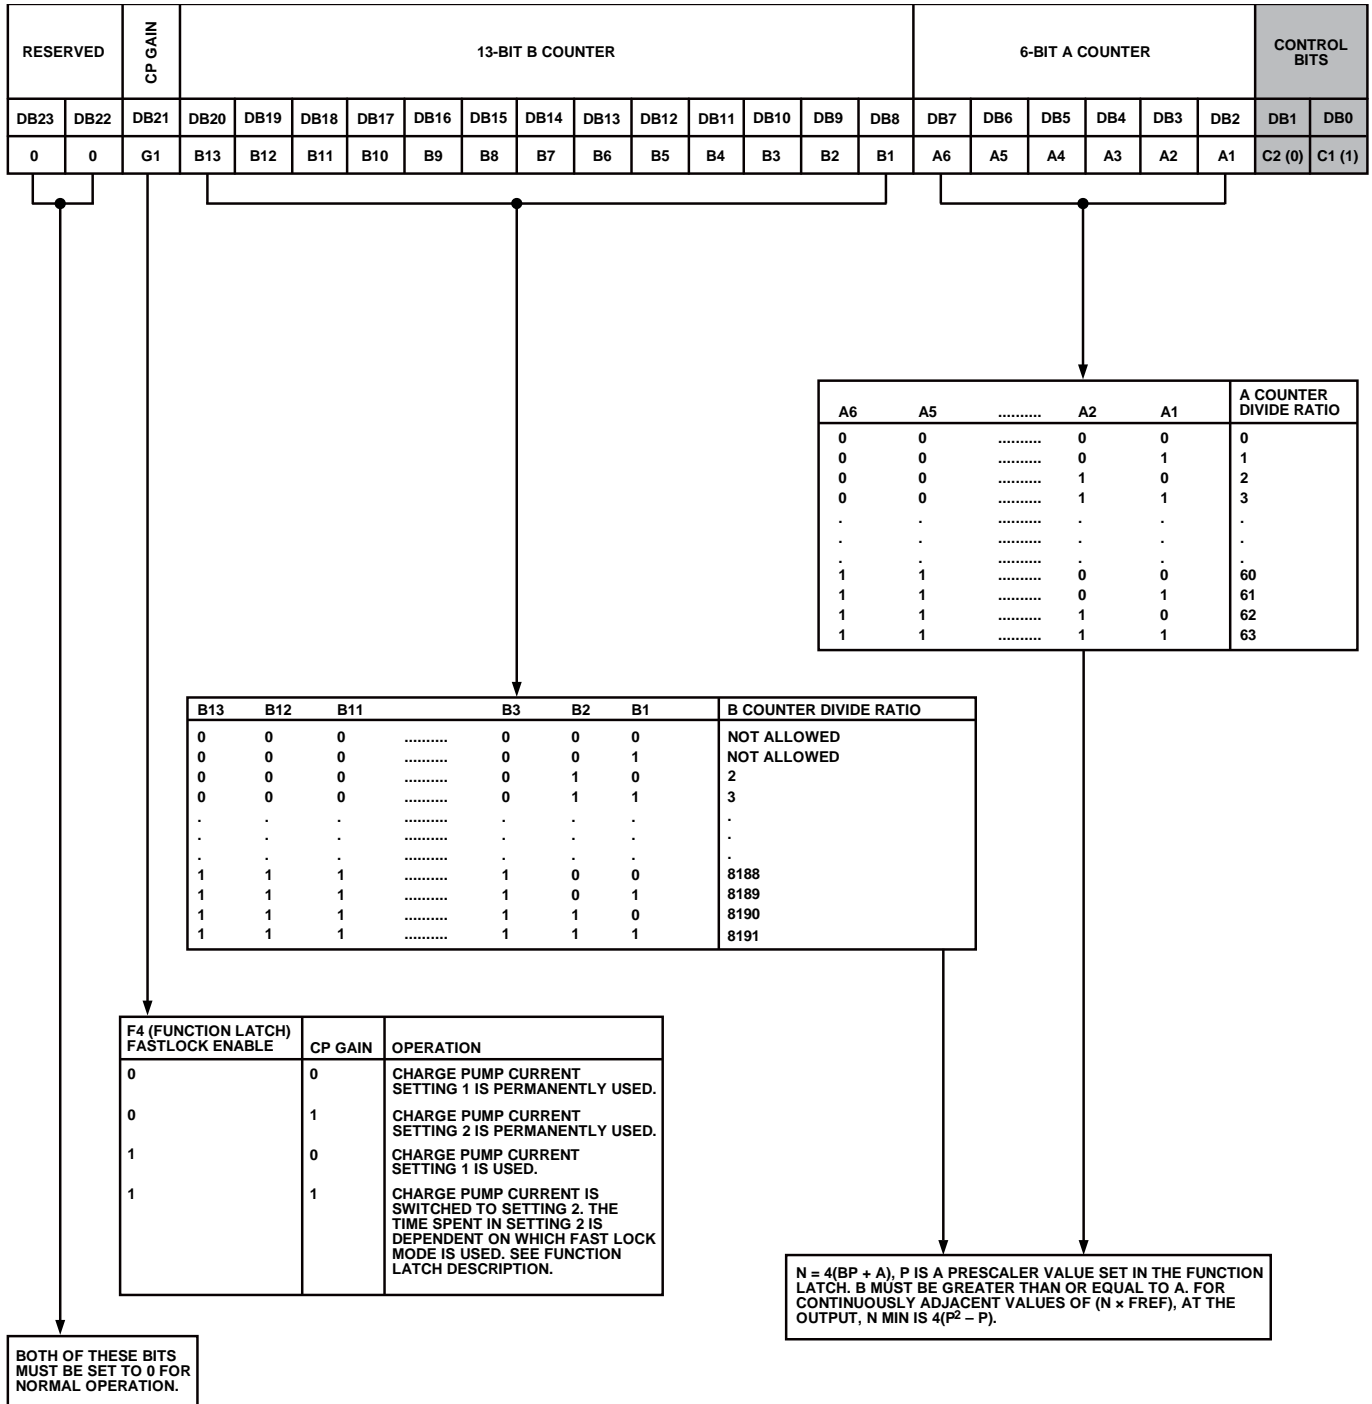 RESERVED CP GAIN 13-BIT B COUNTER 6-BIT A COUNTER CONTROL
BITS
DB23 DB22 DB21 DB20 DB19 DB18 DB17 DB16 DB15 DB14 DB13 DB12 DB11 DB10 DB9 DB8 DB7 DB6 DB5 DB4 DB3 DB2 DB1 DB0
0 0 G1 B13 B12 B11 B10 B9 B8 B7 B6 B5 B4 B3 B2 B1 A6 A5 A4 A3 A2 A1 C2 (0) C1 (1)
A COUNTER
A6 A5 .......... A2 A1 DIVIDE RATIO
0 0 .......... 0 0 0
0 0 .......... 0 1 1
0 0 .......... 1 0 2
0 0 .......... 1 1 3
. . .......... . . .
. . .......... . . .
. . .......... . . .
1 1 .......... 0 0 60
1 1 .......... 0 1 61
1 1 .......... 1 0 62
1 1 .......... 1 1 63
B13 B12 B11 B3 B2 B1 B COUNTER DIVIDE RATIO
0 0 0 .......... 0 0 0 NOT ALLOWED
0 0 0 .......... 0 0 1 NOT ALLOWED
0 0 0 .......... 0 1 0 2
0 0 0 .......... 0 1 1 3
. . . .......... . . . .
. . . .......... . . . .
. . . .......... . . . .
1 1 1 .......... 1 0 0 8188
1 1 1 .......... 1 0 1 8189
1 1 1 .......... 1 1 0 8190
1 1 1 .......... 1 1 1 8191
F4 (FUNCTION LATCH)
FASTLOCK ENABLE CP GAIN OPERATION
0 0 CHARGE PUMP CURRENT
SETTING 1 IS PERMANENTLY USED.
0 1 CHARGE PUMP CURRENT
SETTING 2 IS PERMANENTLY USED.
1 0 CHARGE PUMP CURRENT
SETTING 1 IS USED.
1 1 CHARGE PUMP CURRENT IS
SWITCHED TO SETTING 2. THE
TIME SPENT IN SETTING 2 IS
DEPENDENT ON WHICH FAST LOCK
MODE IS USED. SEE FUNCTION
LATCH DESCRIPTION.
N = 4(BP + A), P IS A PRESCALER VALUE SET IN THE FUNCTION
LATCH. B MUST BE GREATER THAN OR EQUAL TO A. FOR
CONTINUOUSLY ADJACENT VALUES OF (N × FREF), AT THE
OUTPUT, N MIN IS 4(P² – P).
BOTH OF THESE BITS
MUST BE SET TO 0 FOR
NORMAL OPERATION.